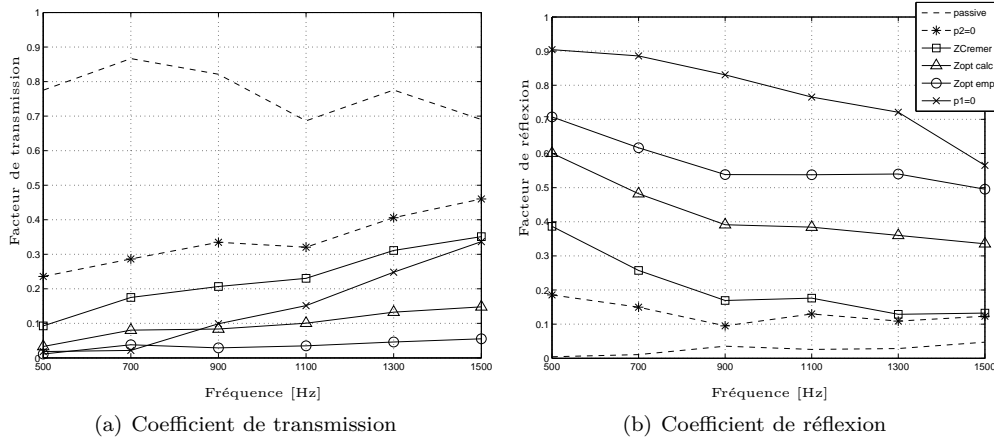 1
0.9
0.8
0.7
0.6
0.5
0.4
0.3
0.2
0.1
0
500 700 900 1100 1300 1500
Facteur de transmission
Fréquence [Hz]
(a) Coefficient de transmission
1
0.9
0.8
0.7
0.6
0.5
0.4
0.3
0.2
0.1
0
500 700 900 1100 1300 1500
Facteur de réflexion
Fréquence [Hz]
passive
p2=0
ZCremer
Zopt calc
Zopt emp
p1=0
(b) Coefficient de réflexion